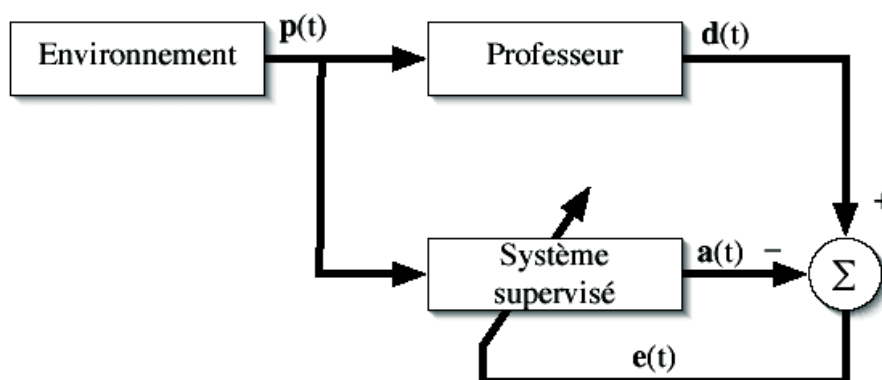 p(t)
d(t)
Environnement
Professeur
+
Système
supervisé
a(t)
−
Σ
e(t)